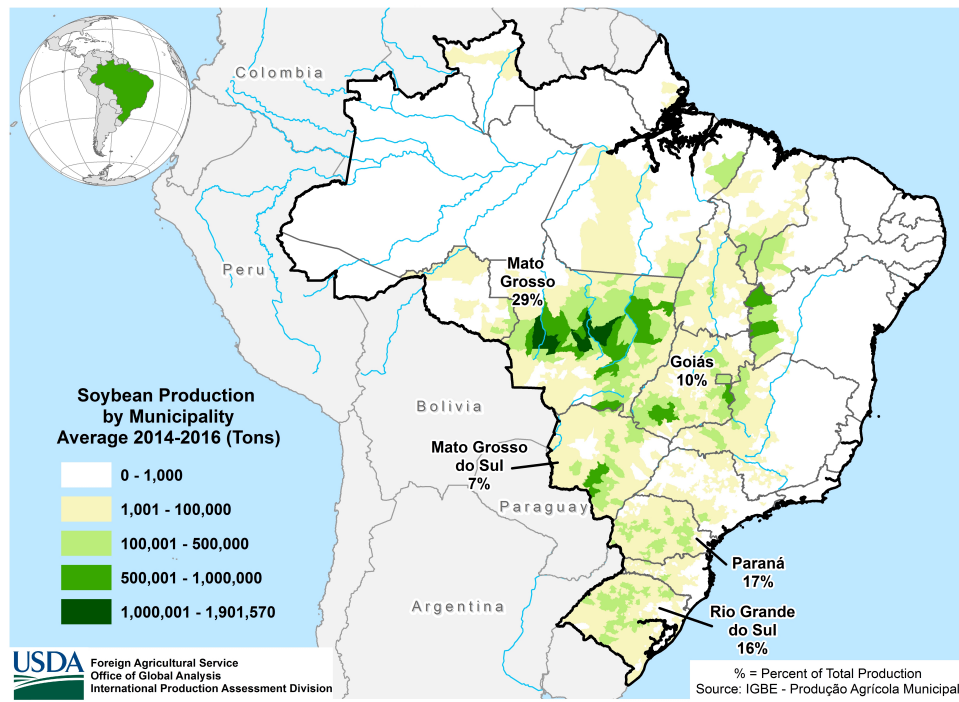 Colombia
Peru
Mato
Grosso
29%
Goiás
10%
Soybean Production
by Municipality
Average 2014-2016 (Tons)
0 - 1,000
1,001 - 100,000
100,001 - 500,000
500,001 - 1,000,000
1,000,001 - 1,901,570
Bolivia
Mato Grosso
do Sul
7%
Paraguay
Paraná
17%
Argentina
Rio Grande
do Sul
16%
USDA
Foreign Agricultural Service
Office of Global Analysis
International Production Assessment Division
% = Percent of Total Production
Source: IGBE - Produção Agrícola Municipal